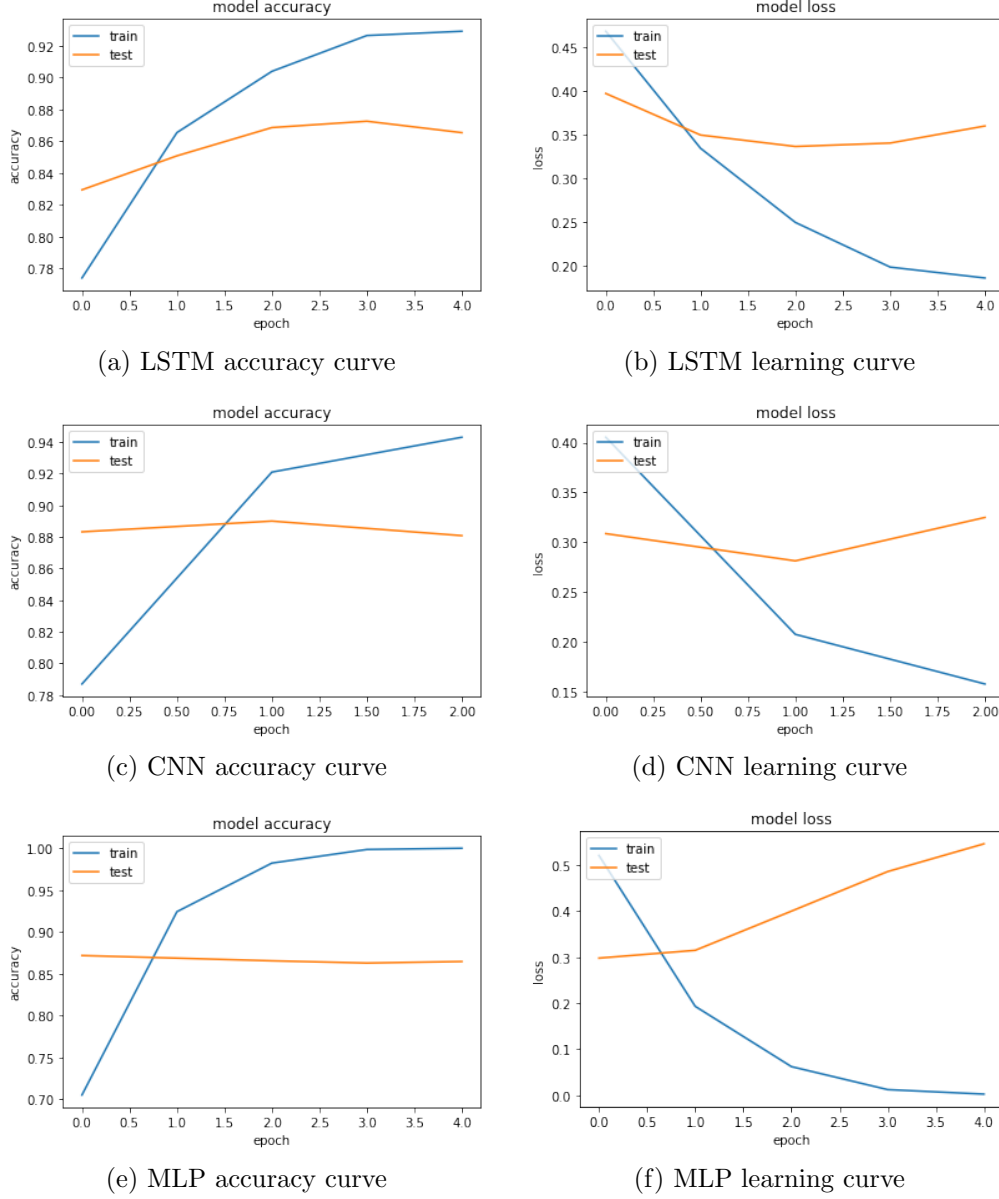 model accuracy
train
test
0.92
0.90
0.88
0.86
0.84
0.82
0.80
0.78
accuracy
0.0 0.5 1.0 1.5 2.0 2.5 3.0 3.5 4.0
epoch
(a) LSTM accuracy curve
model loss
train
test
0.45
0.40
0.35
0.30
0.25
0.20
loss
0.0 0.5 1.0 1.5 2.0 2.5 3.0 3.5 4.0
epoch
(b) LSTM learning curve
model accuracy
train
test
0.94
0.92
0.90
0.88
0.86
0.84
0.82
0.80
0.78
accuracy
0.00 0.25 0.50 0.75 1.00 1.25 1.50 1.75 2.00
epoch
(c) CNN accuracy curve
model loss
train
test
0.40
0.35
0.30
0.25
0.20
0.15
loss
0.00 0.25 0.50 0.75 1.00 1.25 1.50 1.75 2.00
epoch
(d) CNN learning curve
model accuracy
train
test
1.00
0.95
0.90
0.85
0.80
0.75
0.70
accuracy
0.0 0.5 1.0 1.5 2.0 2.5 3.0 3.5 4.0
epoch
(e) MLP accuracy curve
model loss
train
test
0.5
0.4
0.3
0.2
0.1
0.0
loss
0.0 0.5 1.0 1.5 2.0 2.5 3.0 3.5 4.0
epoch
(f) MLP learning curve